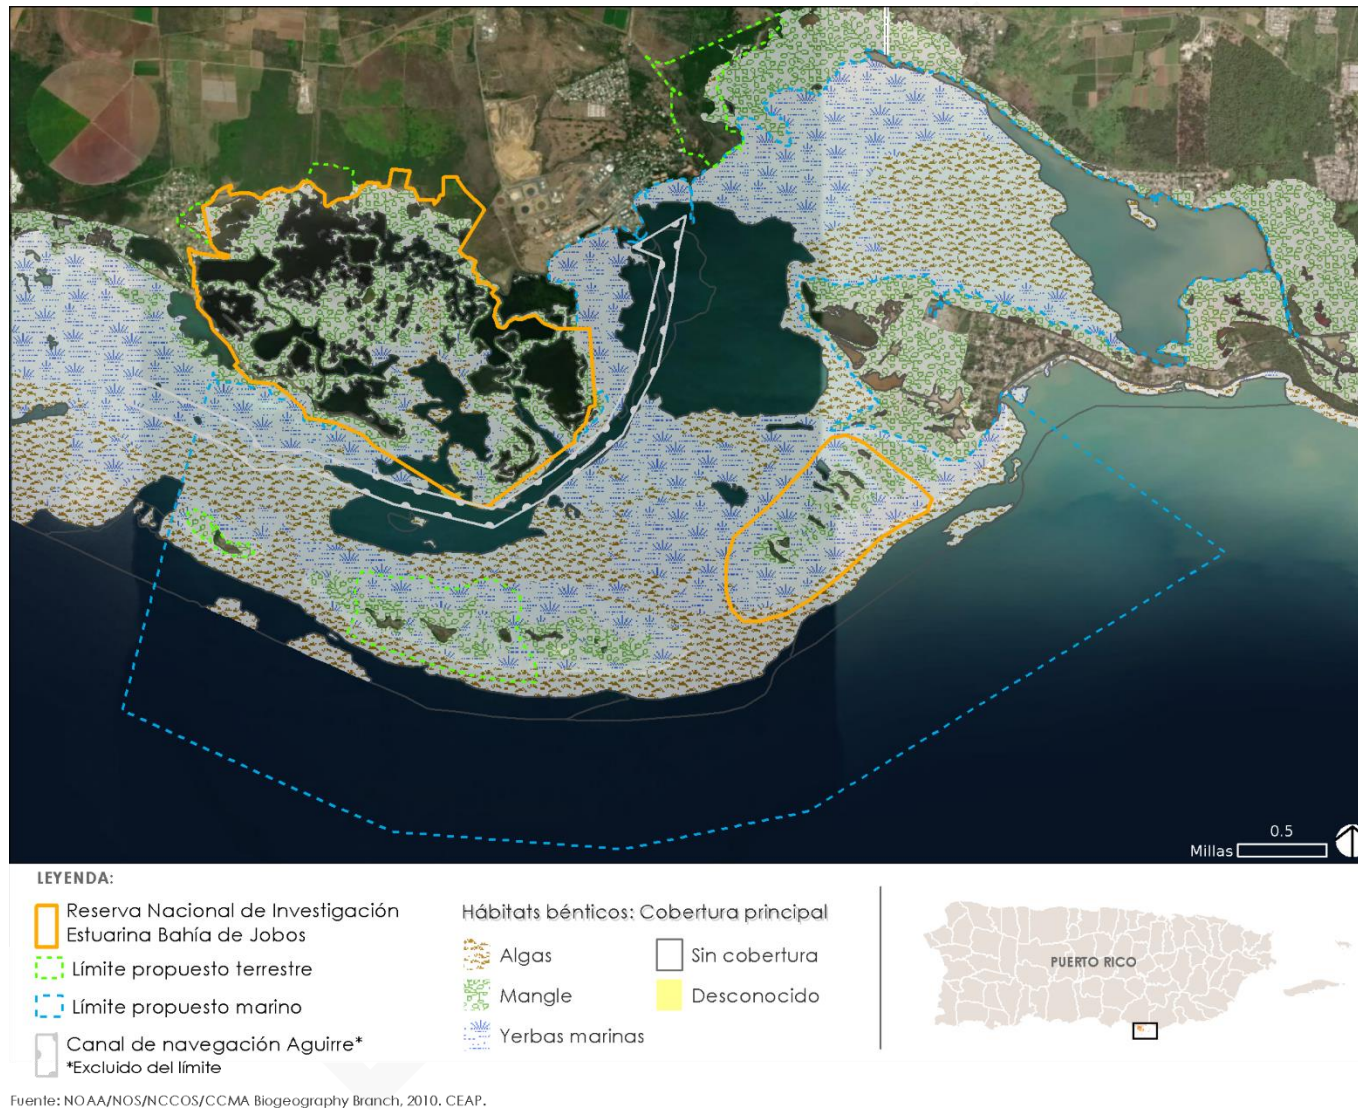 0.5
Millas
LEYENDA:
Reserva Nacional de Investigación
Estuarina Bahía de Jobos
Límite propuesto terrestre
Límite propuesto marino
Canal de navegación Aguirre*
*Excluido del límite
Hábitats bénticos: Cobertura principal
Algas
Mangle
Yerbas marinas
Sin cobertura
Desconocido
PUERTO RICO
Fuente: NOAA/NOS/NCCOS/CCMA Biogeography Branch, 2010. CEAP.